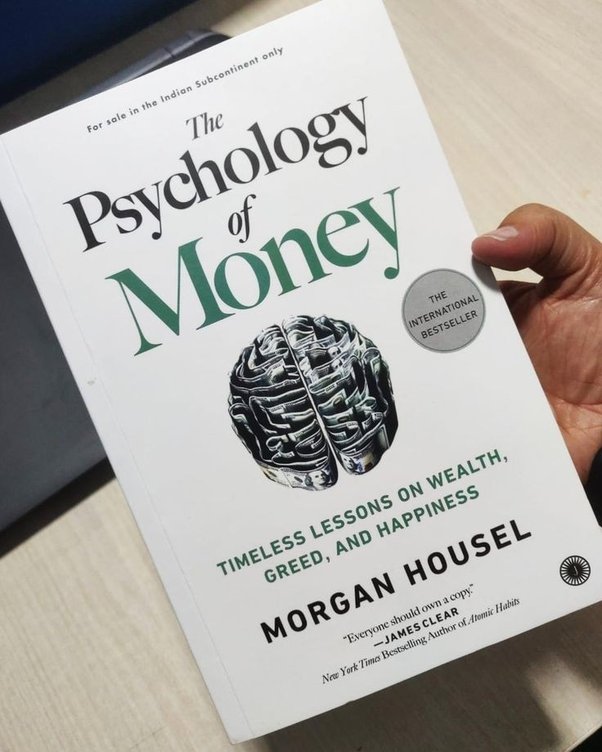 For sale in the Indian Subcontinent only
The
Psychology
of
Money
THE
INTERNATIONAL
BESTSELLER
TIMELESS LESSONS ON WEALTH,
GREED, AND HAPPINESS
MORGAN HOUSEL
"Everyone should own a copy."
—JAMES CLEAR
New York Times Bestselling Author of Atomic Habits